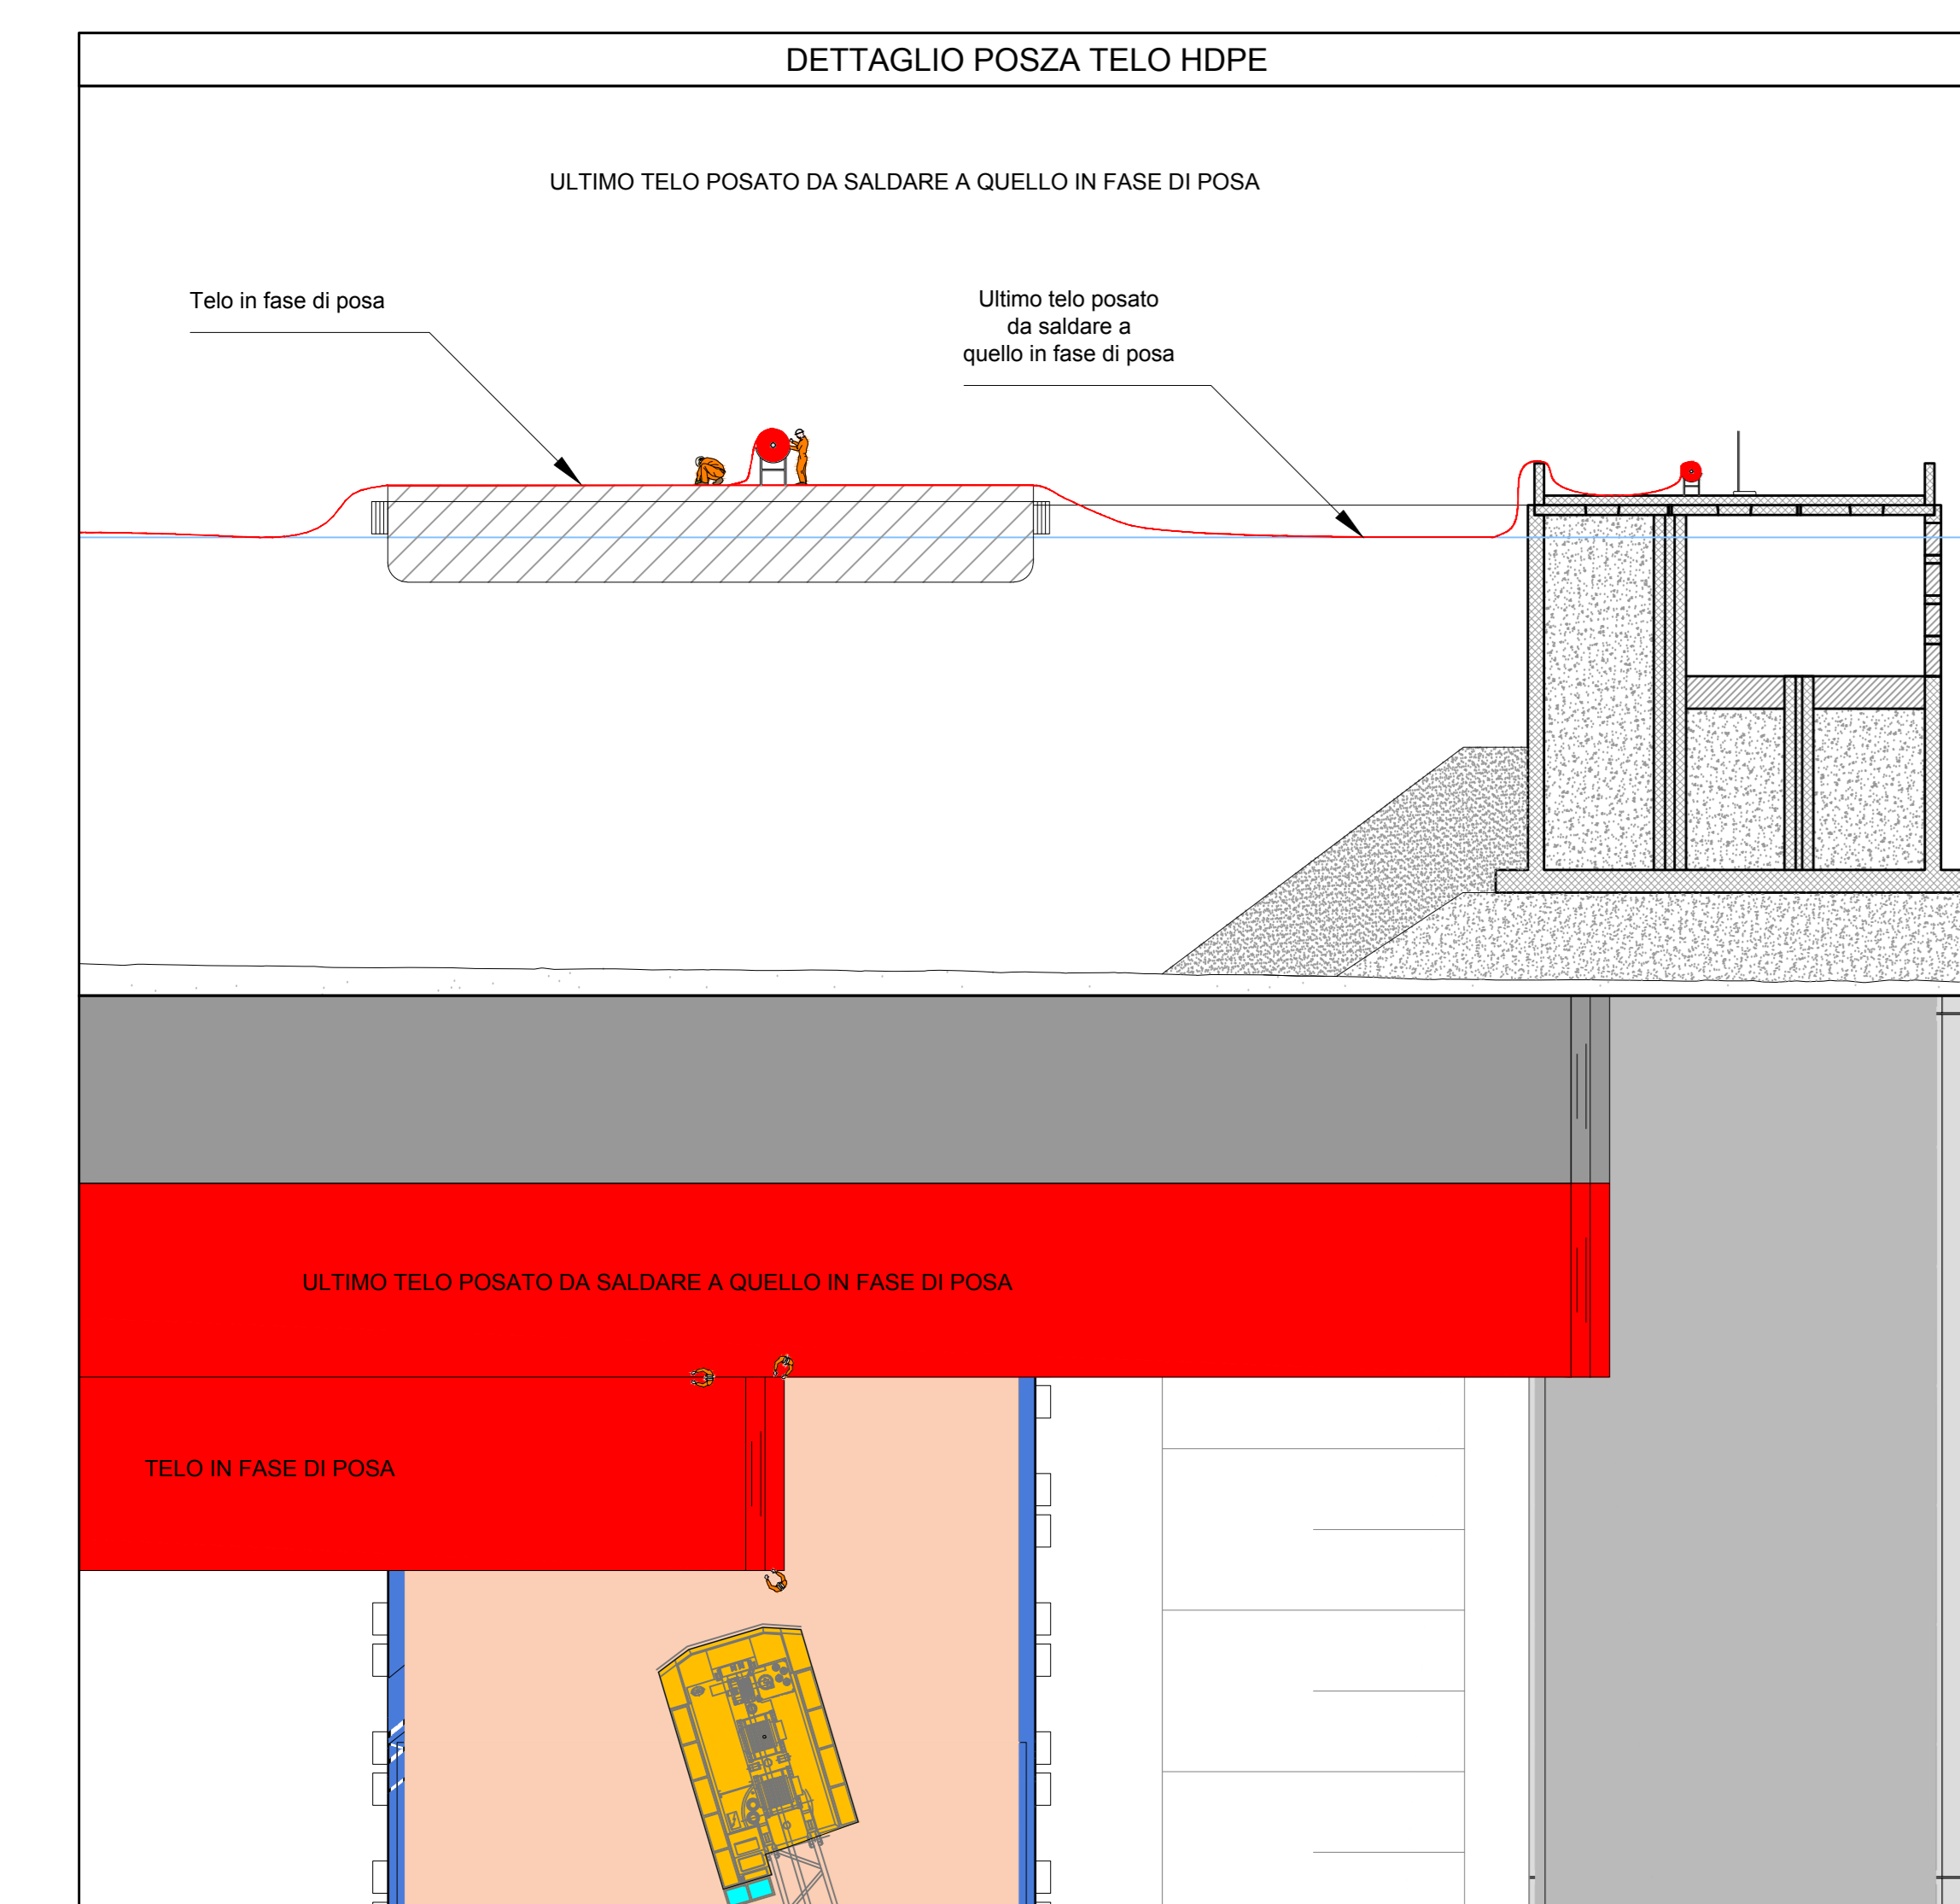 DETTAGLIO POSZA TELO HDPE
ULTIMO TELO POSATO DA SALDARE A QUELLO IN FASE DI POSA
Telo in fase di posa
Ultimo telo posato
da saldare a
quello in fase di posa
ULTIMO TELO POSATO DA SALDARE A QUELLO IN FASE DI POSA
TELO IN FASE DI POSA